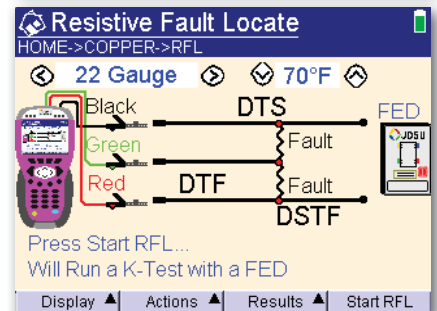 Resistive Fault Locate
HOME->COPPER->RFL
22 Gauge 70°F
Black DTS FED
JDSU
Green Fault
Red DTF Fault
DSTF
Press Start RFL...
Will Run a K-Test with a FED
Display Actions Results Start RFL